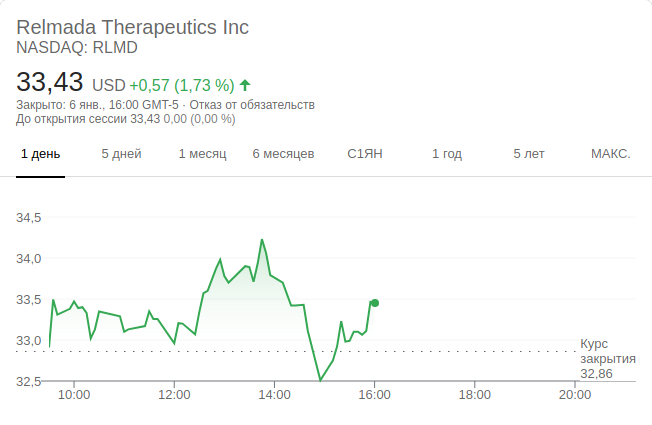 Relmada Therapeutics Inc
NASDAQ: RLMD
33,43 USD +0,57 (1,73 %)
Закрыто: 6 янв., 16:00 GMT-5 · Отказ от обязательств
До открытия сессии 33,43 0,00 (0,00 %)
1 день 5 дней 1 месяц 6 месяцев С1ЯН 1 год 5 лет МАКС.
34,5
34,0
33,5
33,0
32,5
Курс
закрытия
32,86
10:00 12:00 14:00 16:00 18:00 20:00